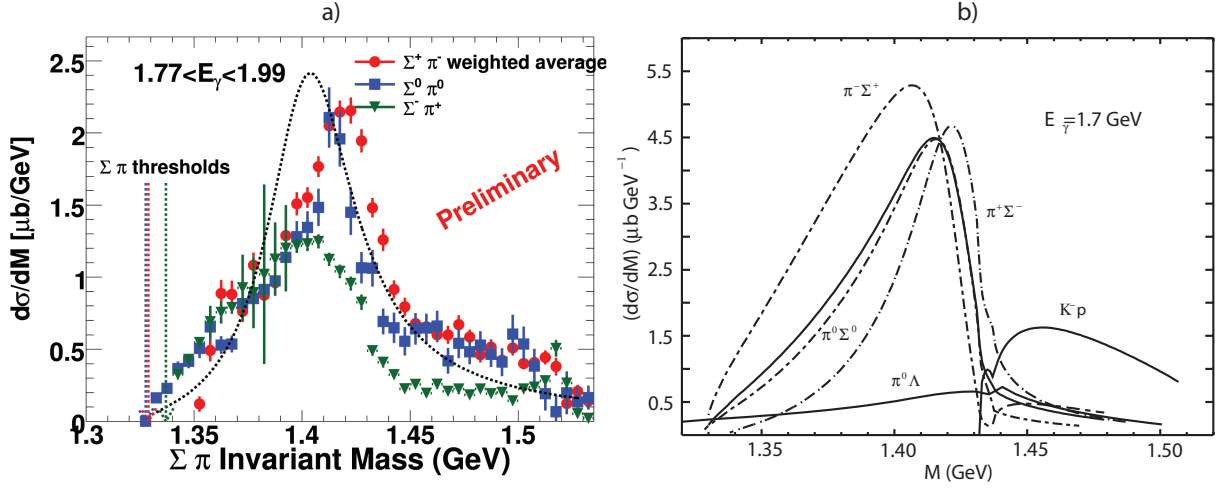 a)
1.77<Eγ<1.99
Σ⁺ π⁻ weighted average
Σ⁰ π⁰
Σ⁻ π⁺
Σ π thresholds
Preliminary
dσ/dM [μb/GeV]
2.5
2
1.5
1
0.5
0
1.3 1.35 1.4 1.45 1.5
Σ π Invariant Mass (GeV)
b)
π⁻Σ⁺
E γ=1.7 GeV
π⁺Σ⁻
π⁰Σ⁰
K⁻p
π⁰Λ
(dσ/dM) (μb GeV⁻¹)
5.5
4.5
3.5
2.5
1.5
0.5
1.35 1.40 1.45 1.50
M (GeV)